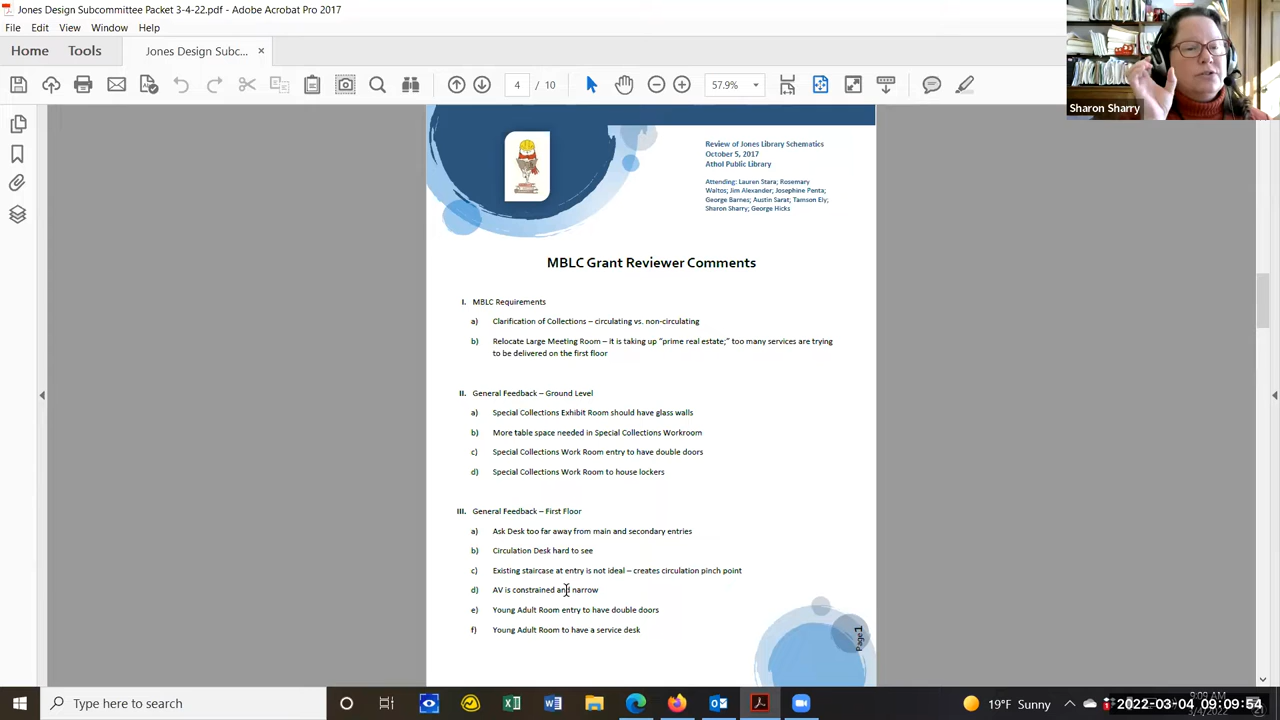 Jones Design Subcommittee Packet 3-4-22.pdf - Adobe Acrobat Pro 2017
File Edit View Window Help
Home Tools Jones Design Subc... ×
4 / 10 57.9%
Sharon Sharry
Review of Jones Library Schematics
October 5, 2017
Athol Public Library
Attending: Lauren Stara; Rosemary
Waltos; Jim Alexander; Josephine Penta;
George Barnes; Austin Sarat; Tamson Ely;
Sharon Sharry; George Hicks
MBLC Grant Reviewer Comments
I. MBLC Requirements
a) Clarification of Collections – circulating vs. non-circulating
b) Relocate Large Meeting Room – it is taking up “prime real estate;” too many services are trying
to be delivered on the first floor
II. General Feedback – Ground Level
a) Special Collections Exhibit Room should have glass walls
b) More table space needed in Special Collections Workroom
c) Special Collections Work Room entry to have double doors
d) Special Collections Work Room to house lockers
III. General Feedback – First Floor
a) Ask Desk too far away from main and secondary entries
b) Circulation Desk hard to see
c) Existing staircase at entry is not ideal – creates circulation pinch point
d) AV is constrained and narrow
e) Young Adult Room entry to have double doors
f) Young Adult Room to have a service desk
Page 1
Type here to search
19°F Sunny
9:09 AM
2022-03-04 09:09:54